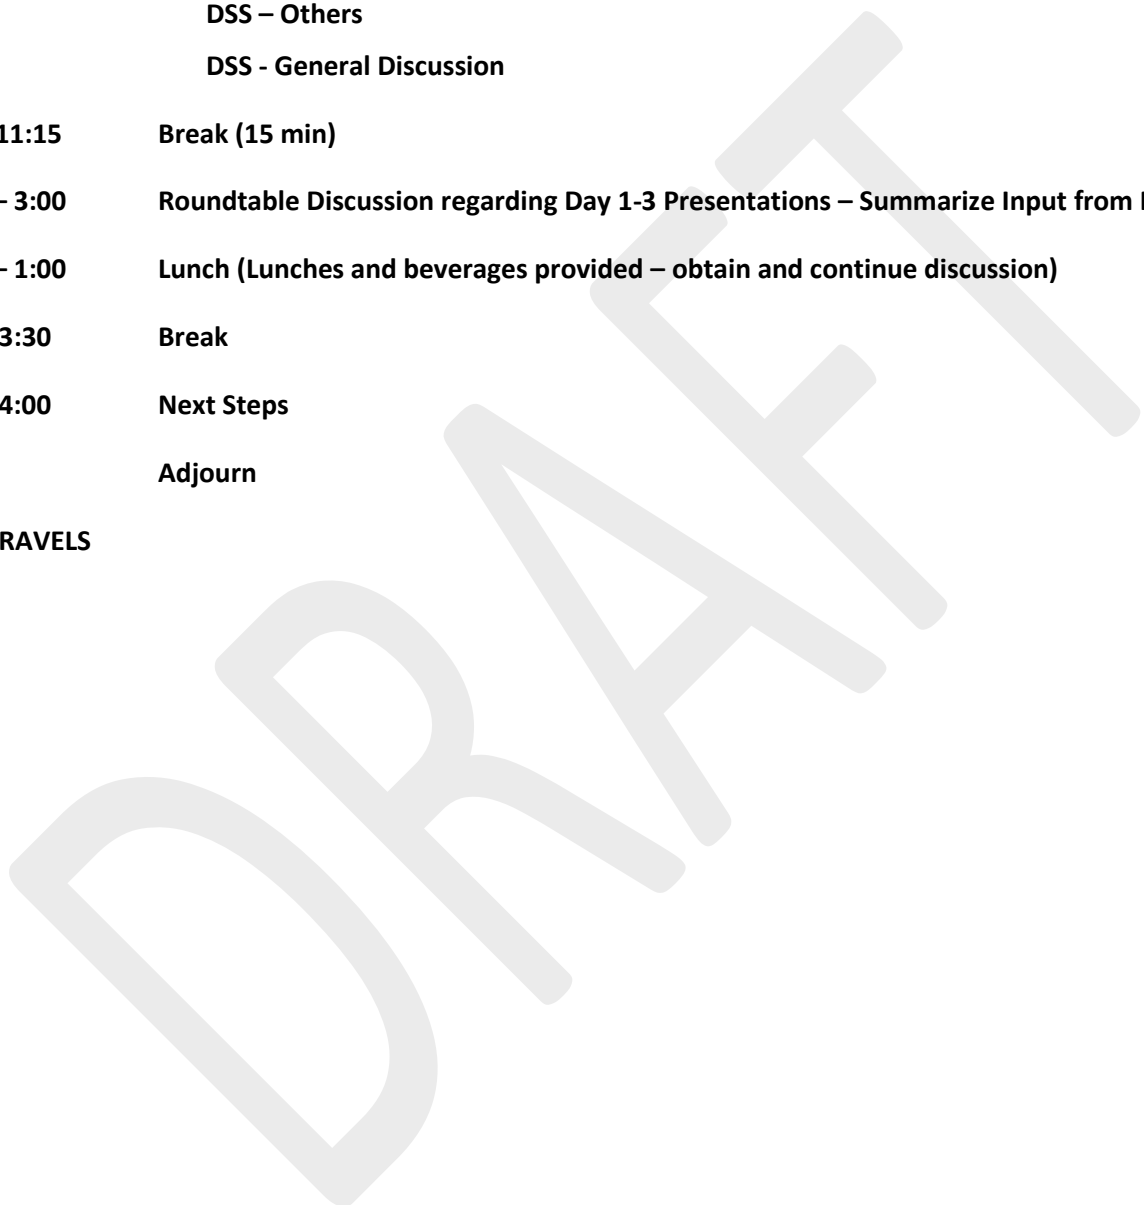 DSS – Others
DSS - General Discussion
11:15 Break (15 min)
– 3:00 Roundtable Discussion regarding Day 1-3 Presentations – Summarize Input from
– 1:00 Lunch (Lunches and beverages provided – obtain and continue discussion)
3:30 Break
4:00 Next Steps
Adjourn
RAVELS
DRAFT